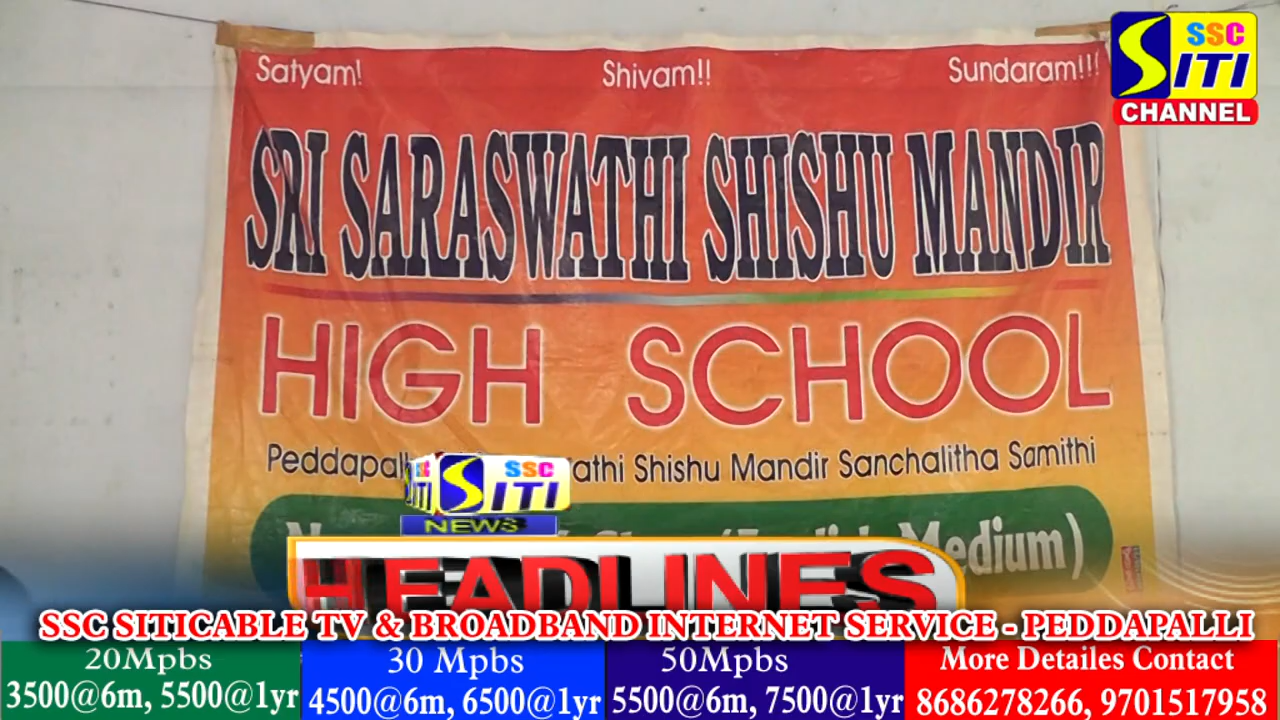 Satyam! Shivam!! Sundaram!!!
SSC
SITI
CHANNEL
SRI SARASWATHI SHISHU MANDIR
HIGH SCHOOL
Shishu Mandir Sanchalitha Samithi
SSC
SITI
NEWS
Medium)
HEADLINES
SSC SITICABLE TV & BROADBAND INTERNET SERVICE - PEDDAPALLI
20Mpbs
3500@6m, 5500@1yr
30 Mpbs
4500@6m, 6500@1yr
50Mpbs
5500@6m, 7500@1yr
More Detailes Contact
8686278266, 9701517958